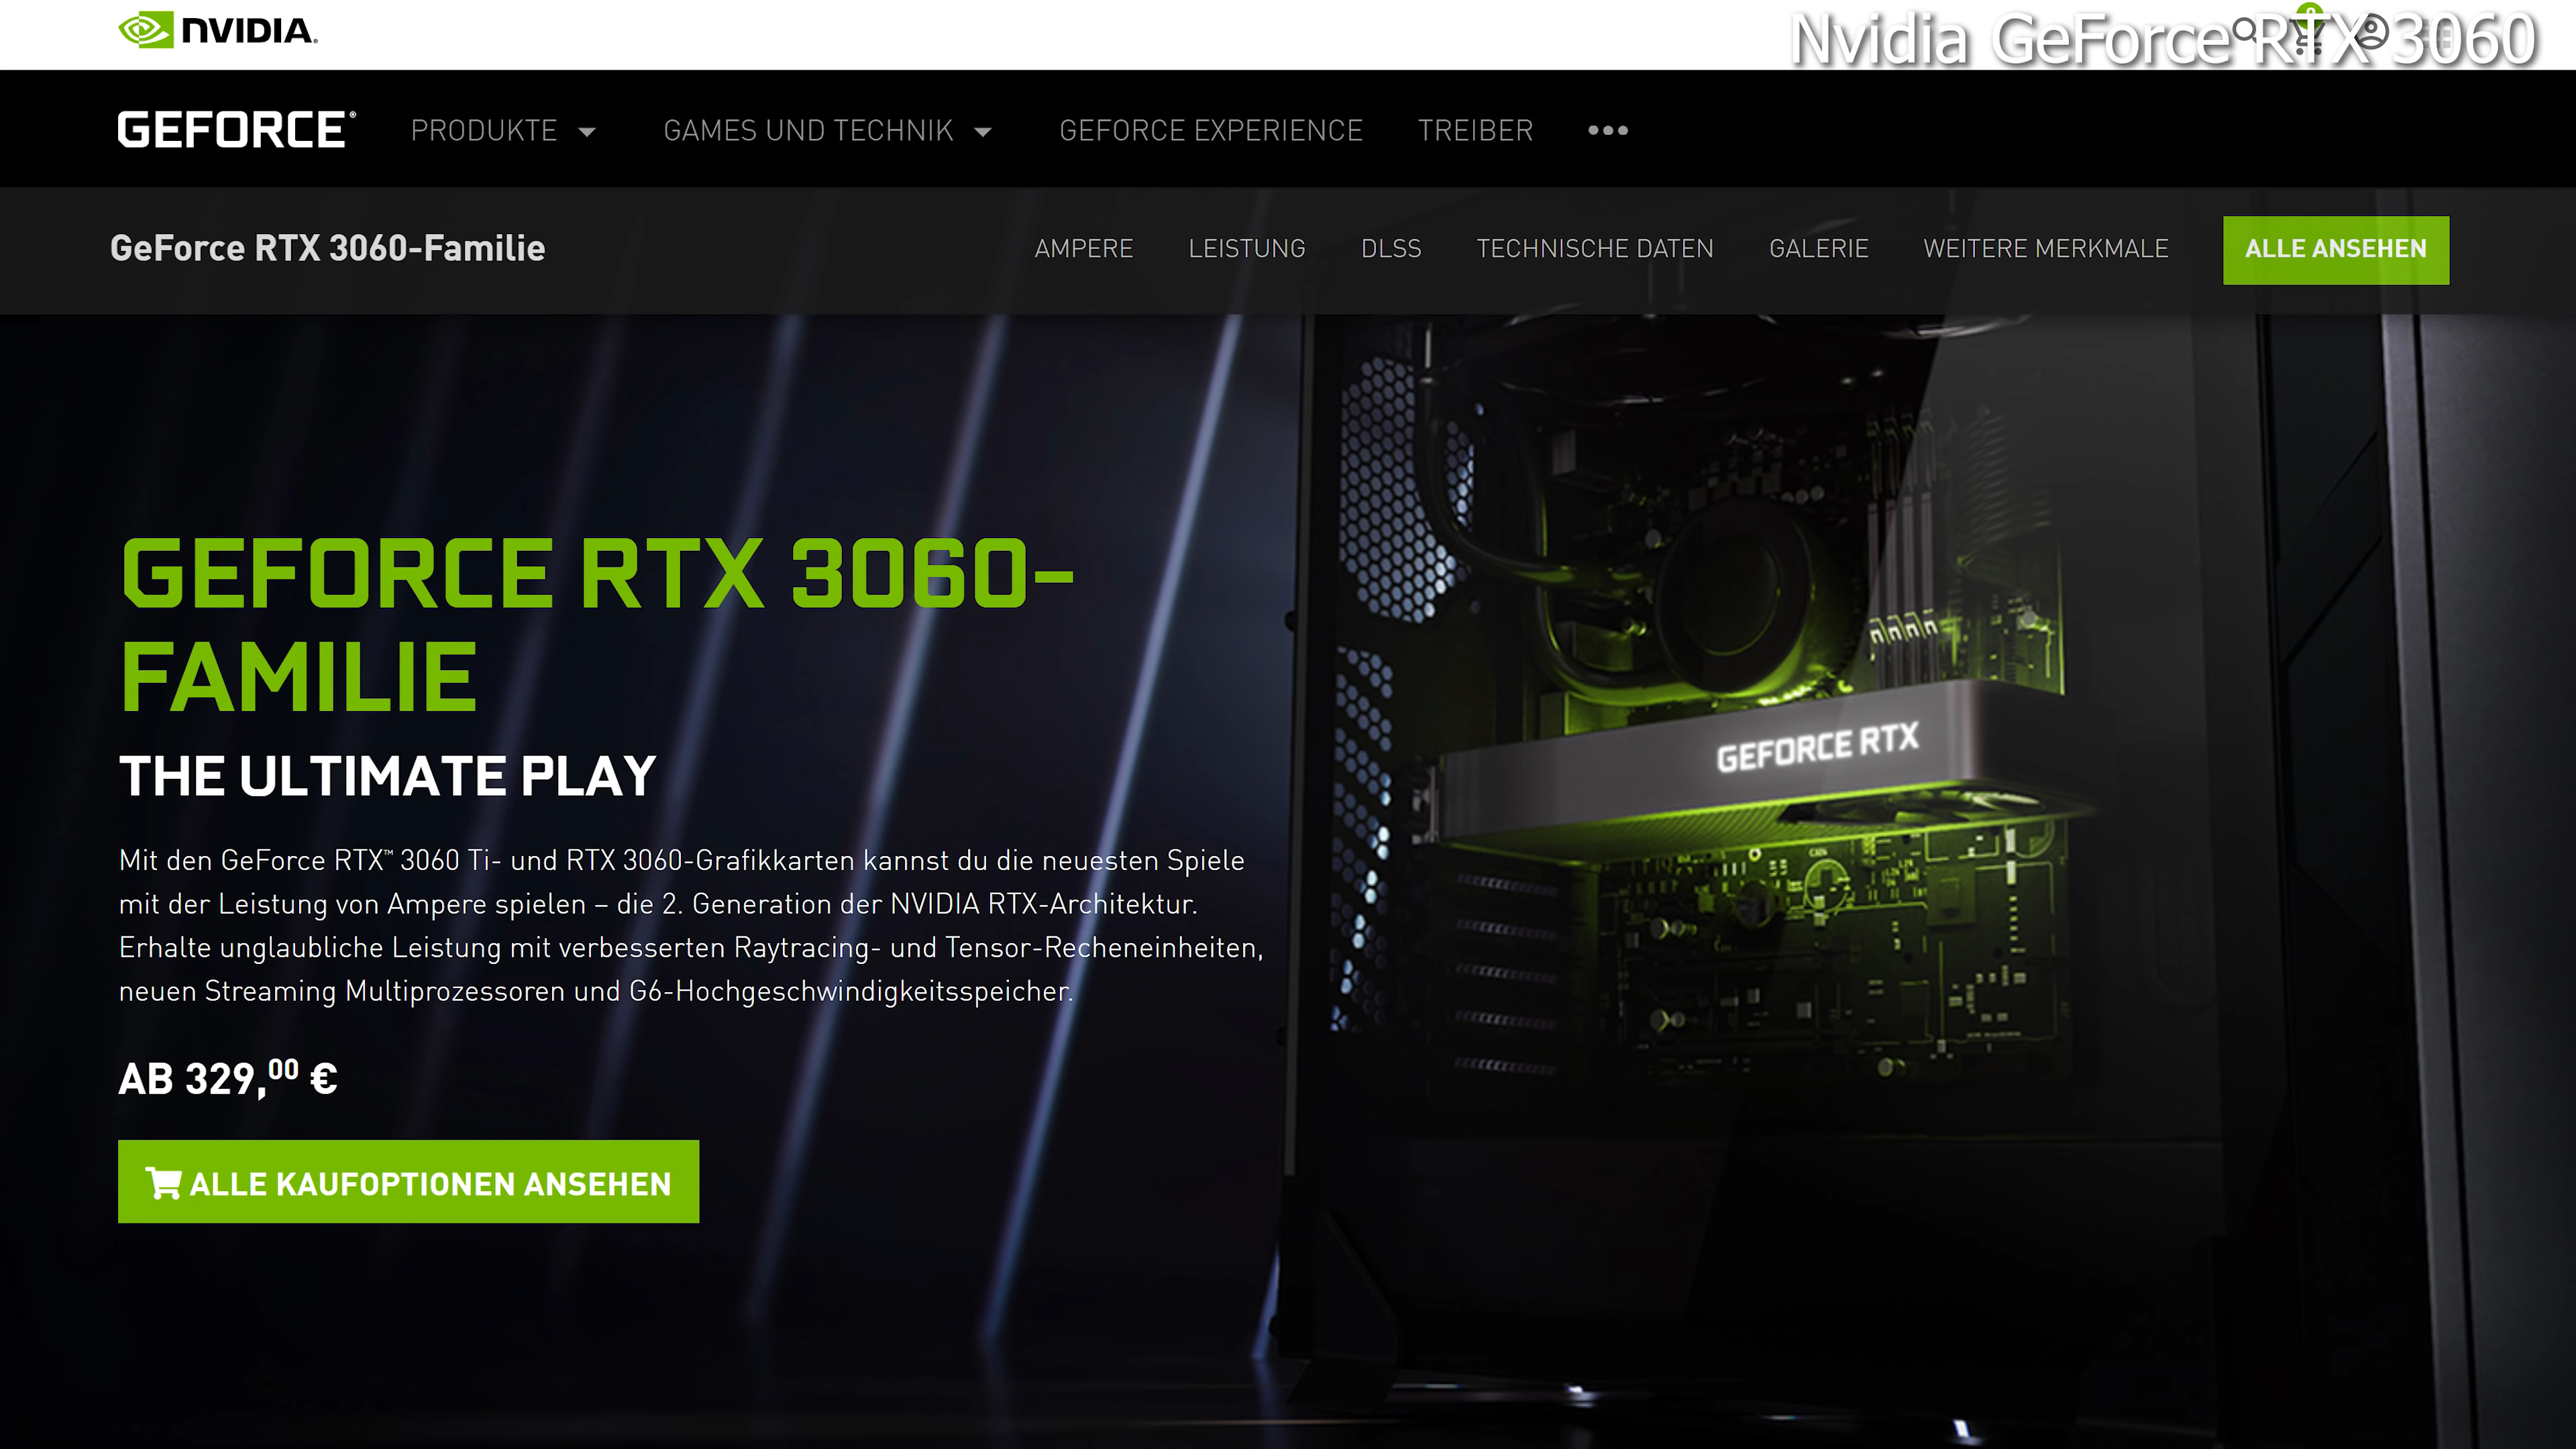 NVIDIA.
Nvidia GeForce RTX 3060
GEFORCE®
PRODUKTE
GAMES UND TECHNIK
GEFORCE EXPERIENCE
TREIBER
•••
GeForce RTX 3060-Familie
AMPERE
LEISTUNG
DLSS
TECHNISCHE DATEN
GALERIE
WEITERE MERKMALE
ALLE ANSEHEN
GEFORCE RTX 3060-
FAMILIE
THE ULTIMATE PLAY
Mit den GeForce RTX™ 3060 Ti- und RTX 3060-Grafikkarten kannst du die neuesten Spiele
mit der Leistung von Ampere spielen – die 2. Generation der NVIDIA RTX-Architektur.
Erhalte unglaubliche Leistung mit verbesserten Raytracing- und Tensor-Recheneinheiten,
neuen Streaming Multiprozessoren und G6-Hochgeschwindigkeitsspeicher.
AB 329,00 €
ALLE KAUFOPTIONEN ANSEHEN
GEFORCE RTX